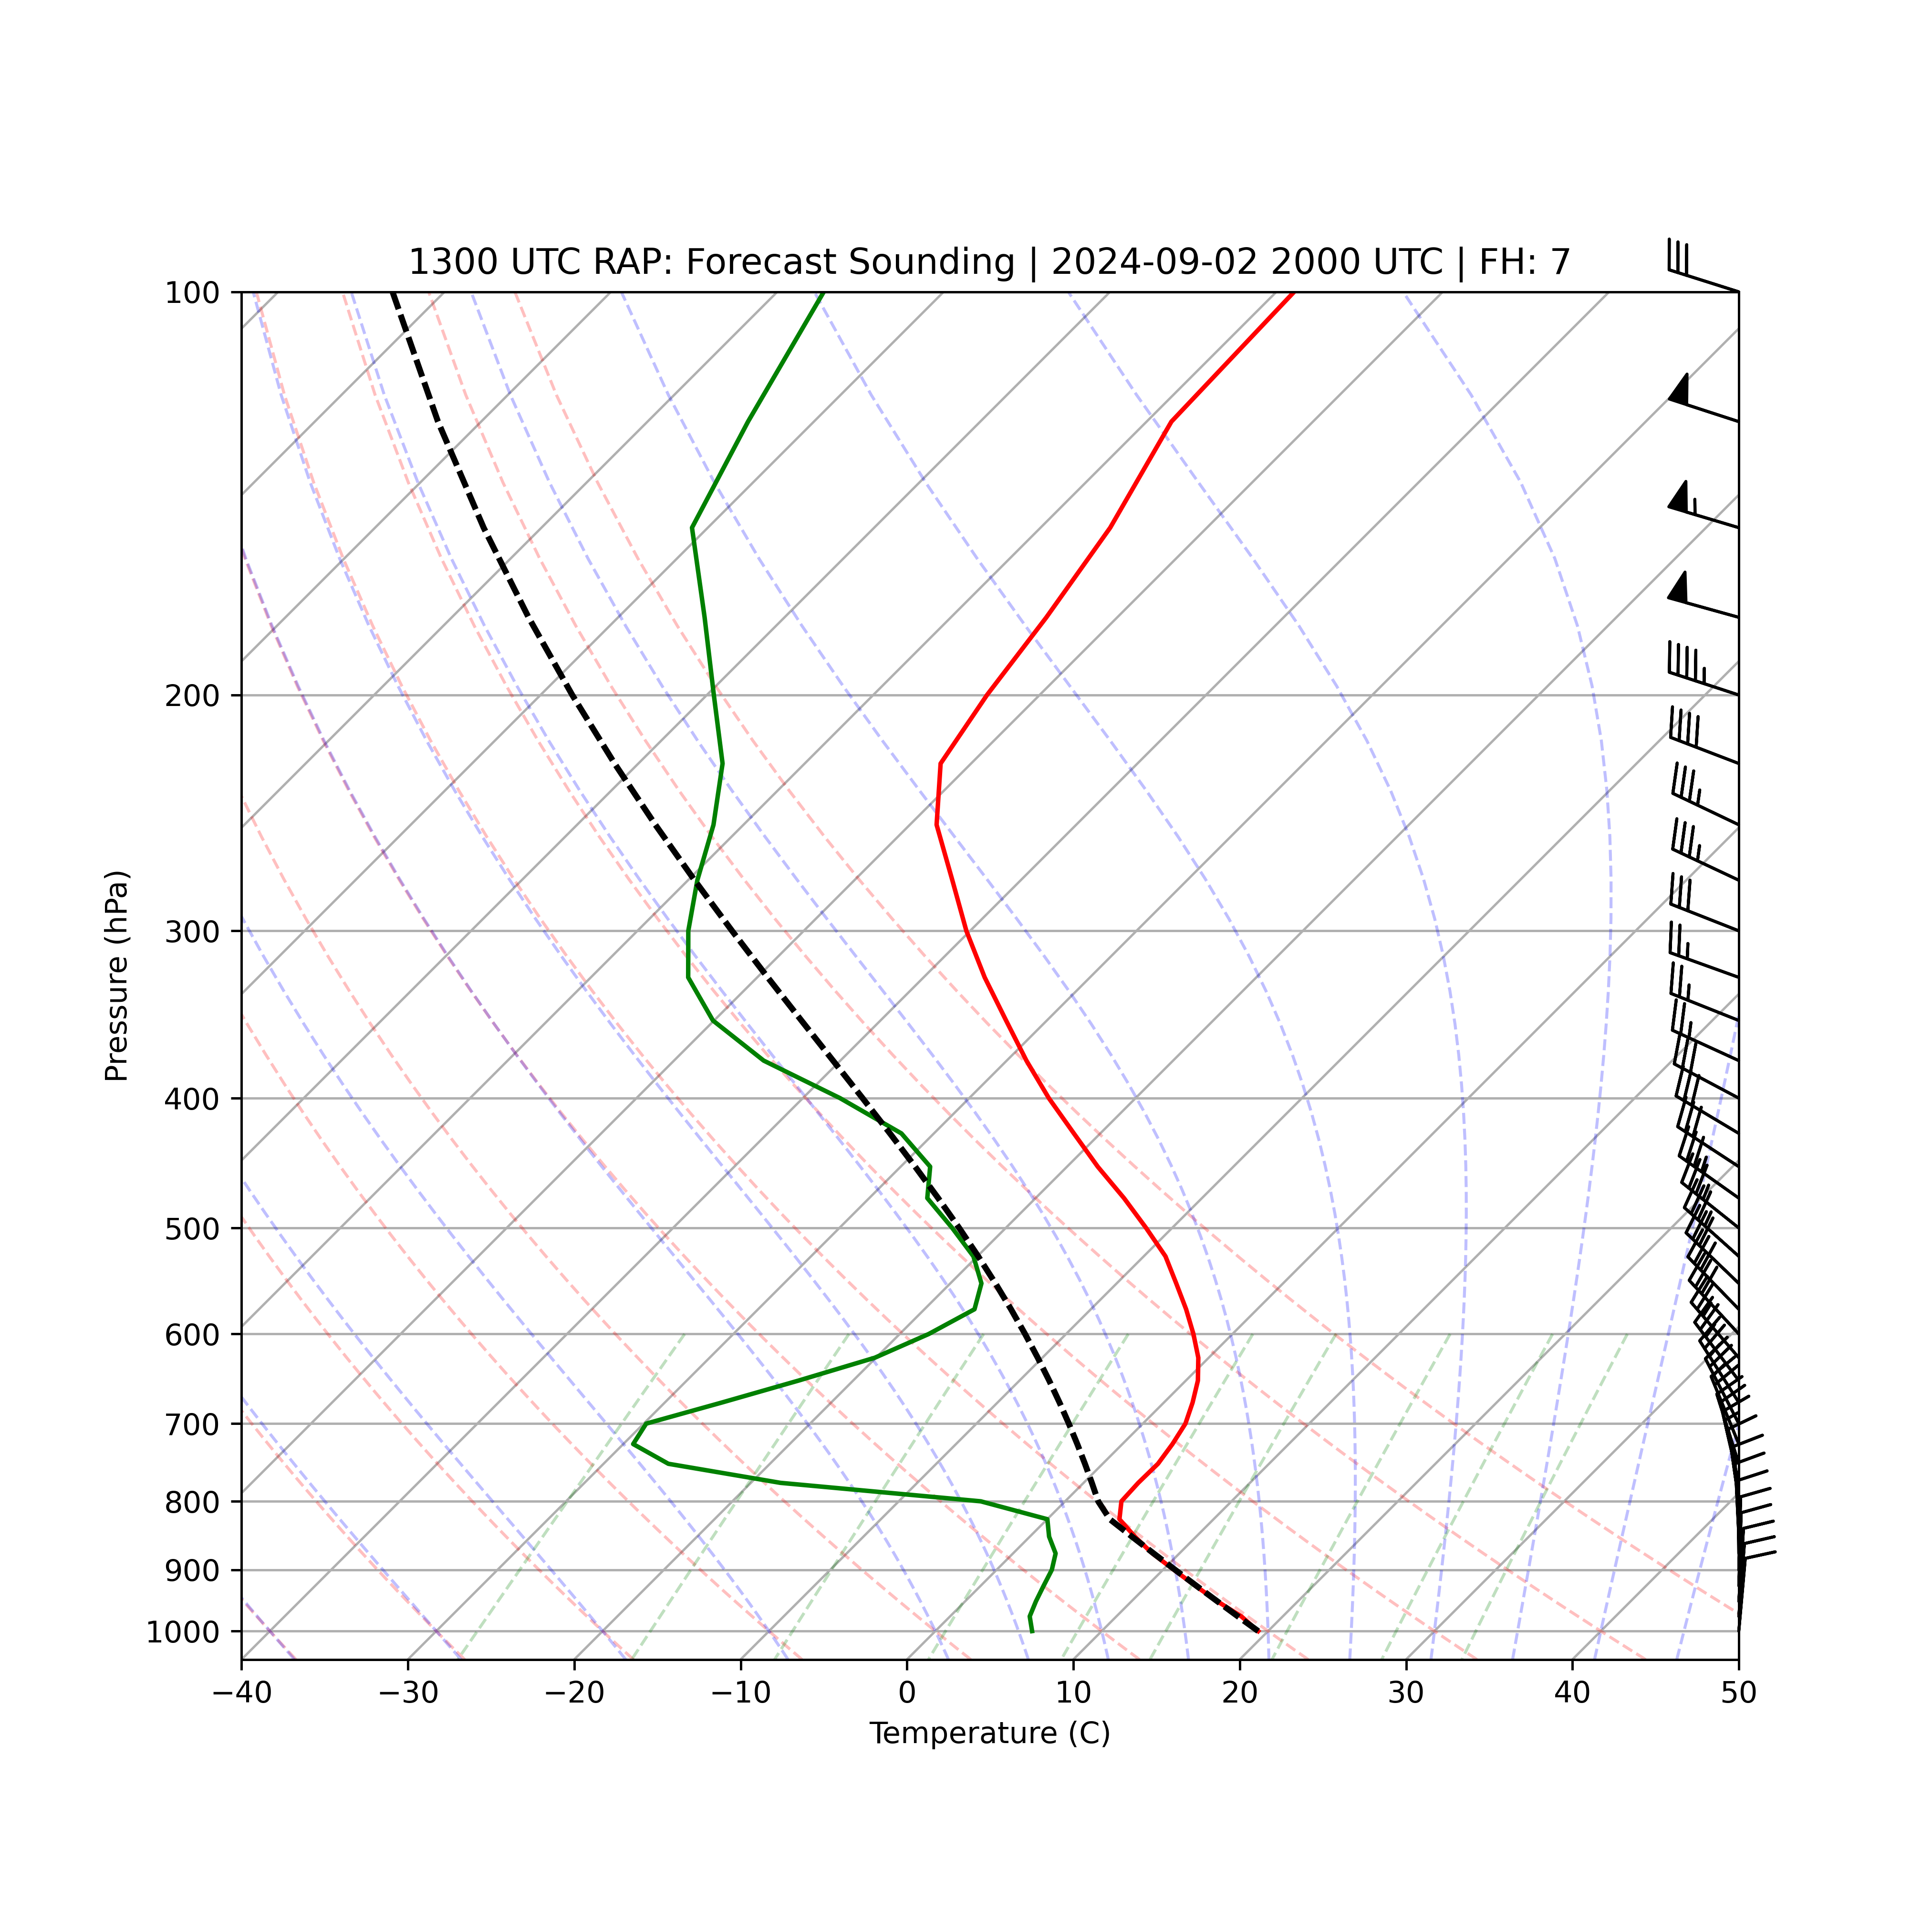 1300 UTC RAP: Forecast Sounding | 2024-09-02 2000 UTC | FH: 7
100
200
300
400
500
600
700
800
900
1000
Pressure (hPa)
−40 −30 −20 −10 0 10 20 30 40 50
Temperature (C)